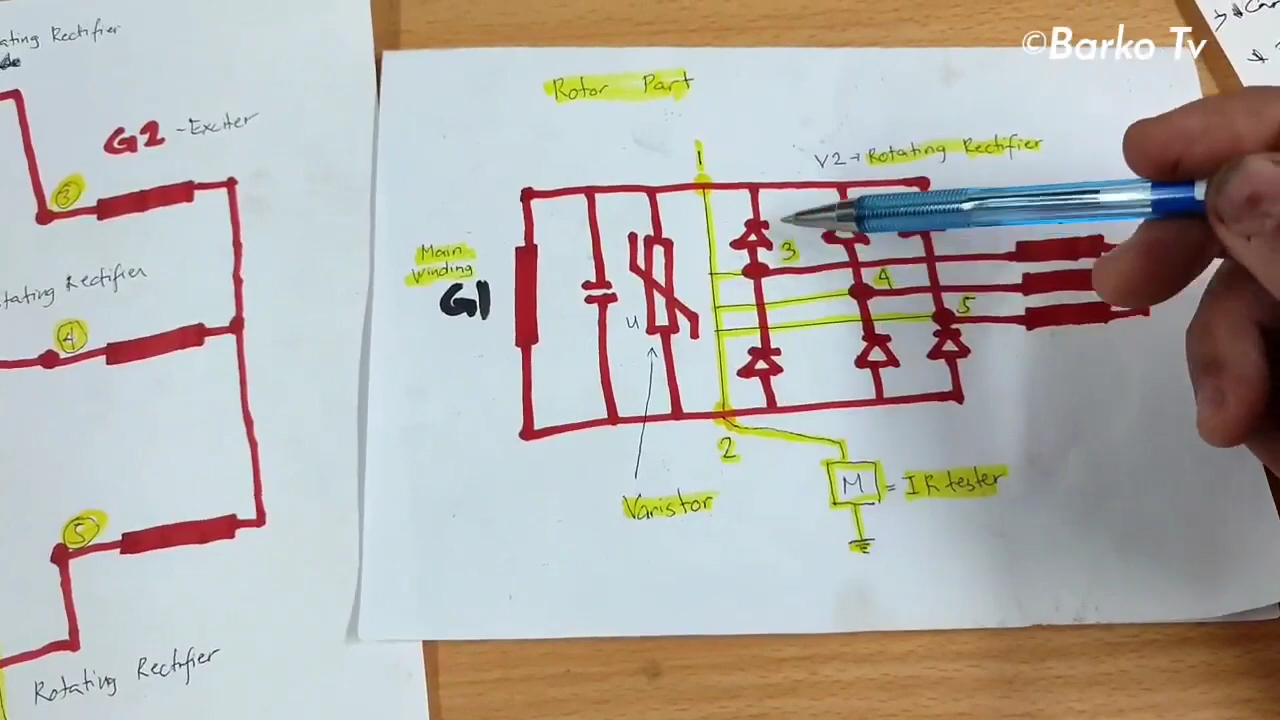 ©Barko Tv
ating Rectifier
G2 - Exciter
3
tating Rectifier
4
5
Rotating Rectifier
Rotor Part
1
V2 → Rotating Rectifier
Main
Winding
G1
U
3
4
5
2
Varistor
M = IR tester